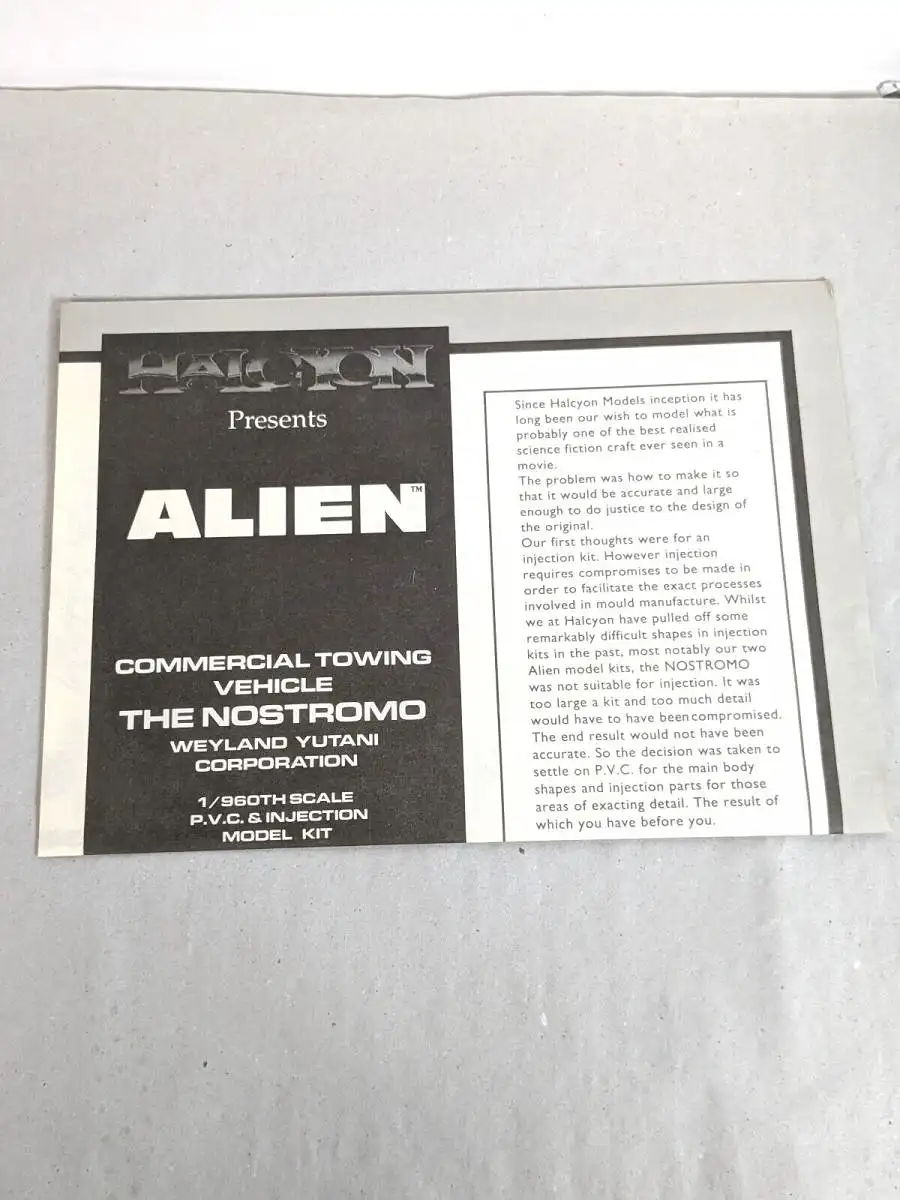 HALCYON
Presents
ALIEN™
COMMERCIAL TOWING
VEHICLE
THE NOSTROMO
WEYLAND YUTANI
CORPORATION
1/960TH SCALE
P.V.C. & INJECTION
MODEL KIT
Since Halcyon Models inception it has
long been our wish to model what is
probably one of the best realised
science fiction craft ever seen in a
movie.
The problem was how to make it so
that it would be accurate and large
enough to do justice to the design of
the original.
Our first thoughts were for an
injection kit. However injection
requires compromises to be made in
order to facilitate the exact processes
involved in mould manufacture. Whilst
we at Halcyon have pulled off some
remarkably difficult shapes in injection
kits in the past, most notably our two
Alien model kits, the NOSTROMO
was not suitable for injection. It was
too large a kit and too much detail
would have to have been compromised.
The end result would not have been
accurate. So the decision was taken to
settle on P.V.C. for the main body
shapes and injection parts for those
areas of exacting detail. The result of
which you have before you.